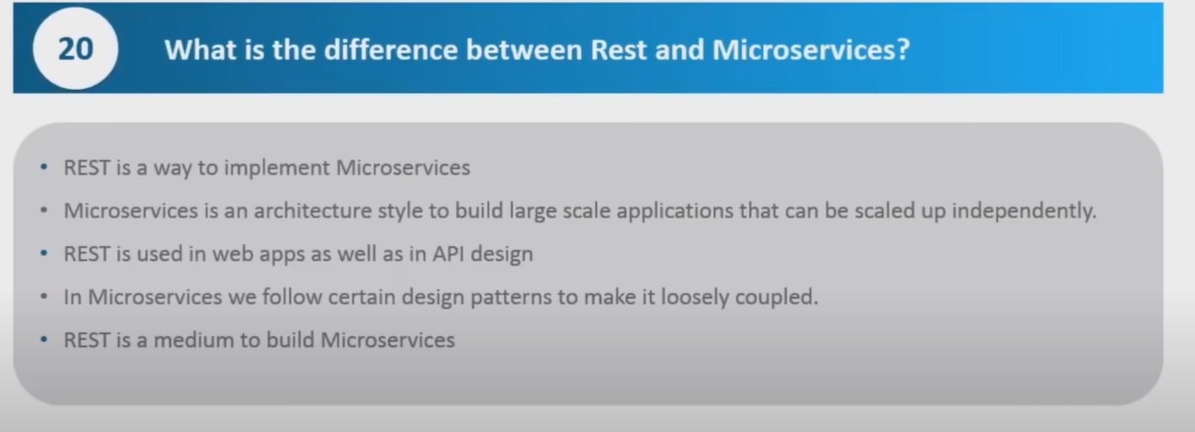 20
What is the difference between Rest and Microservices?
• REST is a way to implement Microservices
• Microservices is an architecture style to build large scale applications that can be scaled up independently.
• REST is used in web apps as well as in API design
• In Microservices we follow certain design patterns to make it loosely coupled.
• REST is a medium to build Microservices